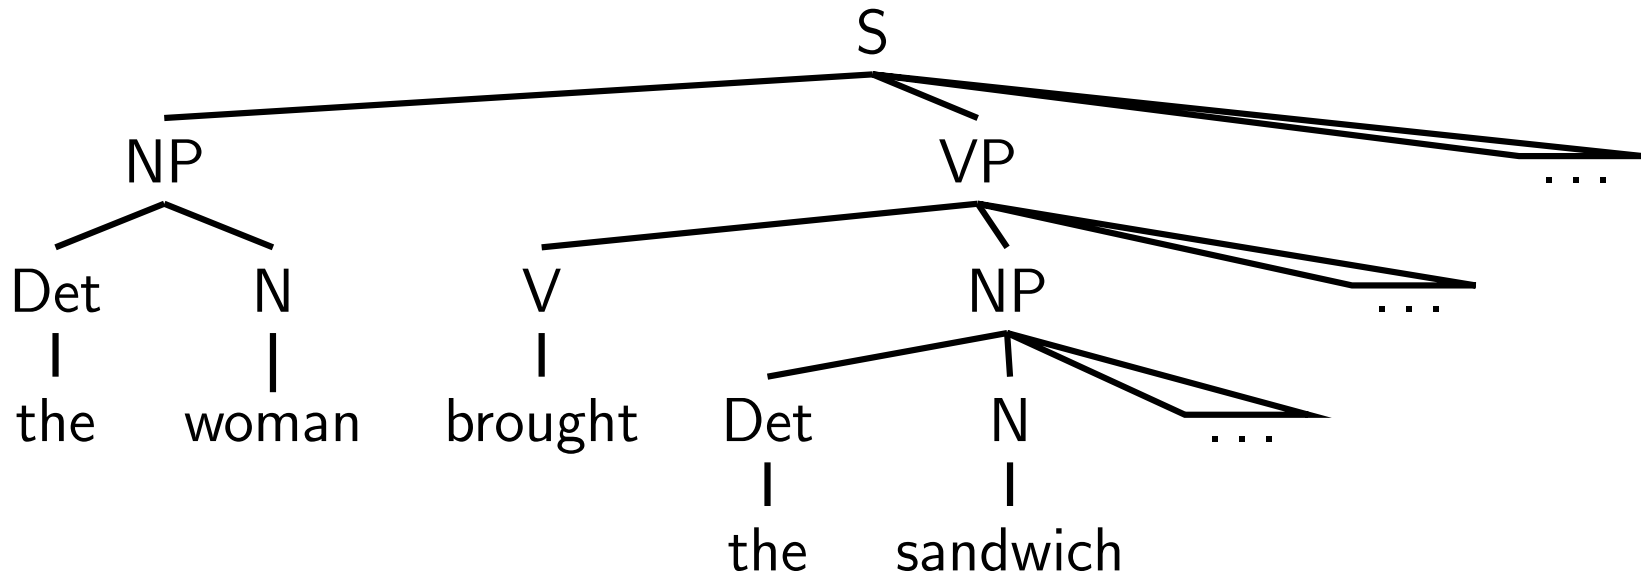 S
NP VP . . .
Det N V NP . . .
the woman brought Det N . . .
the sandwich